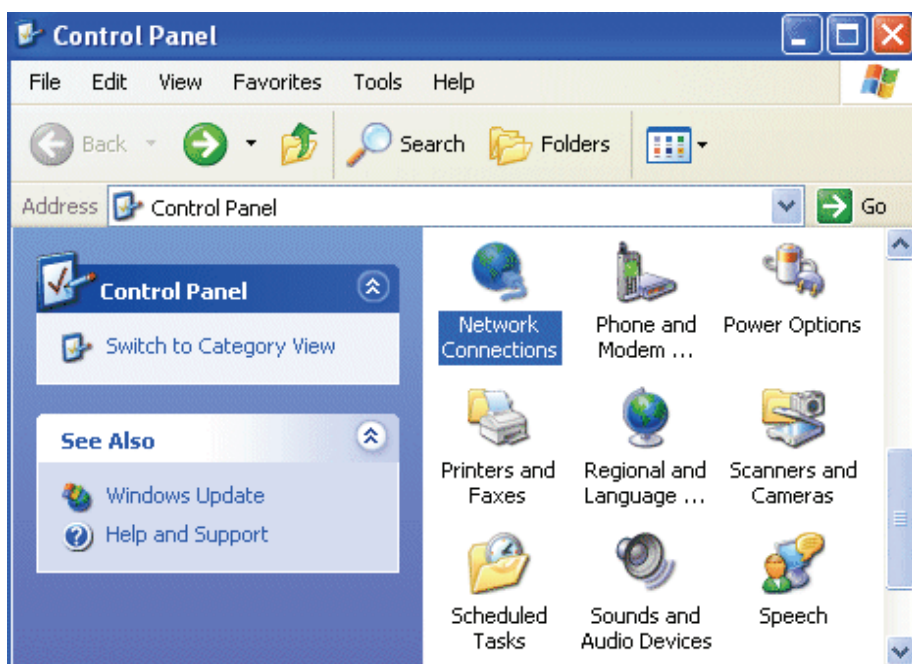 Control Panel
File Edit View Favorites Tools Help
Back Search Folders
Address Control Panel Go
Control Panel
Switch to Category View
See Also
Windows Update
Help and Support
Network Connections
Phone and Modem ...
Power Options
Printers and Faxes
Regional and Language ...
Scanners and Cameras
Scheduled Tasks
Sounds and Audio Devices
Speech